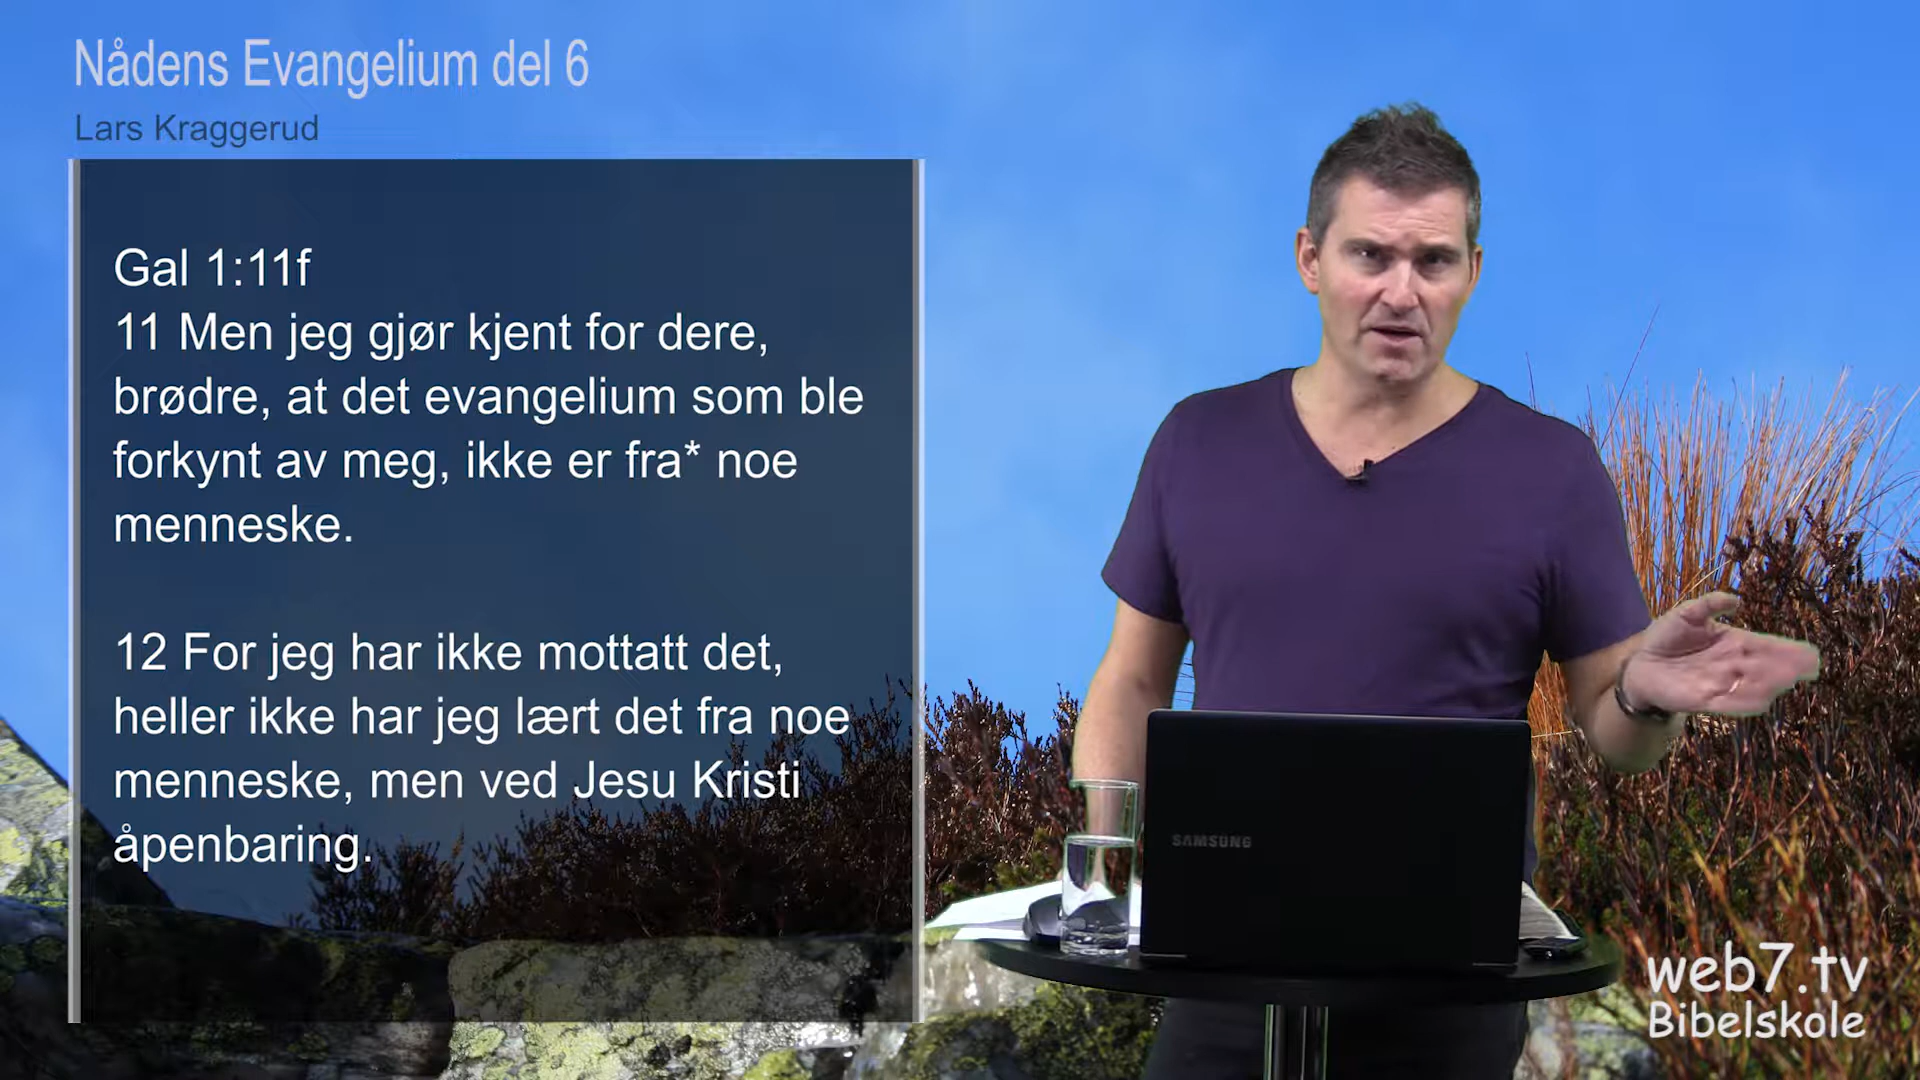 Nådens Evangelium del 6
Lars Kraggerud
Gal 1:11f
11 Men jeg gjør kjent for dere,
brødre, at det evangelium som ble
forkynt av meg, ikke er fra* noe
menneske.
12 For jeg har ikke mottatt det,
heller ikke har jeg lært det fra noe
menneske, men ved Jesu Kristi
åpenbaring.
SAMSUNG
web7.tv
Bibelskole